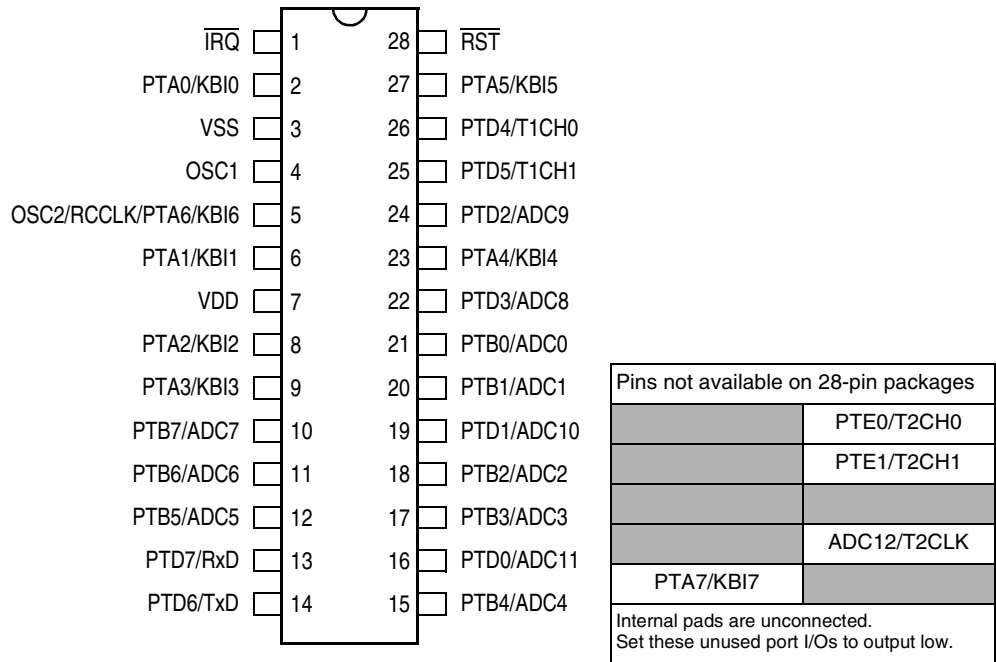 IRQ 1 28 RST
PTA0/KBI0 2 27 PTA5/KBI5
VSS 3 26 PTD4/T1CH0
OSC1 4 25 PTD5/T1CH1
OSC2/RCCLK/PTA6/KBI6 5 24 PTD2/ADC9
PTA1/KBI1 6 23 PTA4/KBI4
VDD 7 22 PTD3/ADC8
PTA2/KBI2 8 21 PTB0/ADC0
PTA3/KBI3 9 20 PTB1/ADC1
PTB7/ADC7 10 19 PTD1/ADC10
PTB6/ADC6 11 18 PTB2/ADC2
PTB5/ADC5 12 17 PTB3/ADC3
PTD7/RxD 13 16 PTD0/ADC11
PTD6/TxD 14 15 PTB4/ADC4
Pins not available on 28-pin packages
PTE0/T2CH0
PTE1/T2CH1
ADC12/T2CLK
PTA7/KBI7
Internal pads are unconnected.
Set these unused port I/Os to output low.